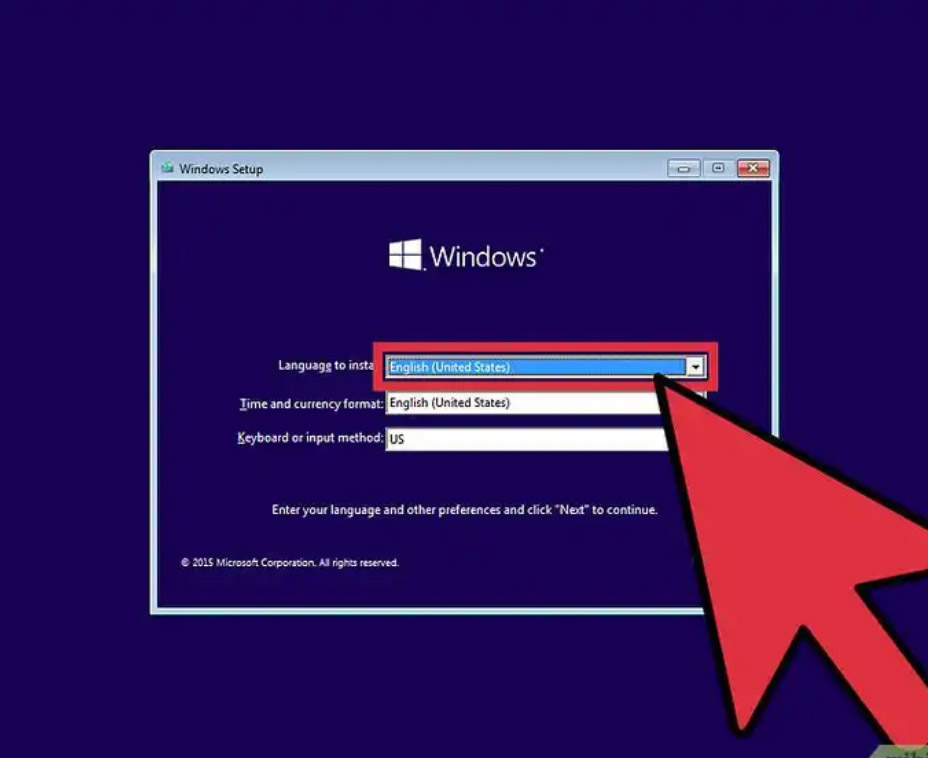 Windows Setup
Windows
Language to insta English (United States)
Time and currency format: English (United States)
Keyboard or input method: US
Enter your language and other preferences and click "Next" to continue.
© 2015 Microsoft Corporation. All rights reserved.